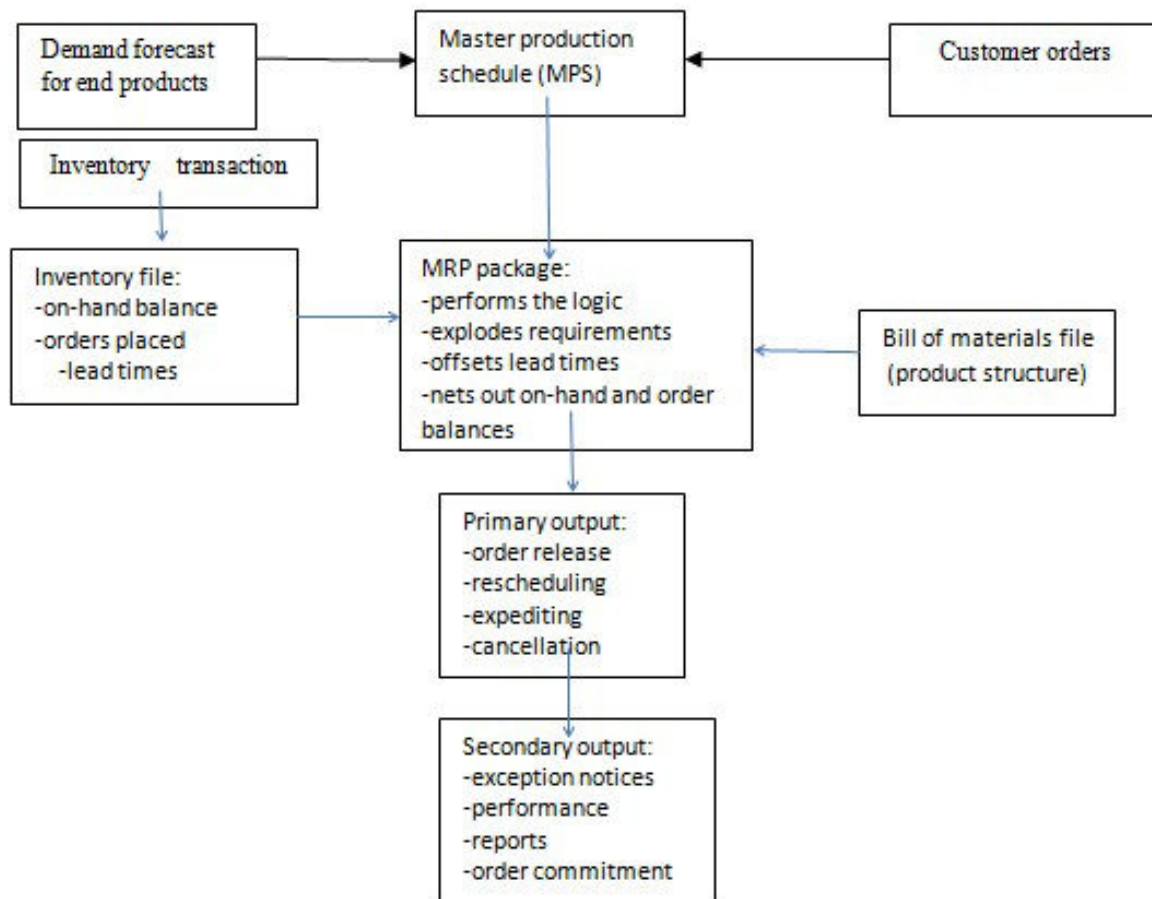 Demand forecast
for end products
Master production
schedule (MPS)
Customer orders
Inventory transaction
Inventory file:
-on-hand balance
-orders placed
-lead times
MRP package:
-performs the logic
-explodes requirements
-offsets lead times
-nets out on-hand and order
balances
Bill of materials file
(product structure)
Primary output:
-order release
-rescheduling
-expediting
-cancellation
Secondary output:
-exception notices
-performance
-reports
-order commitment